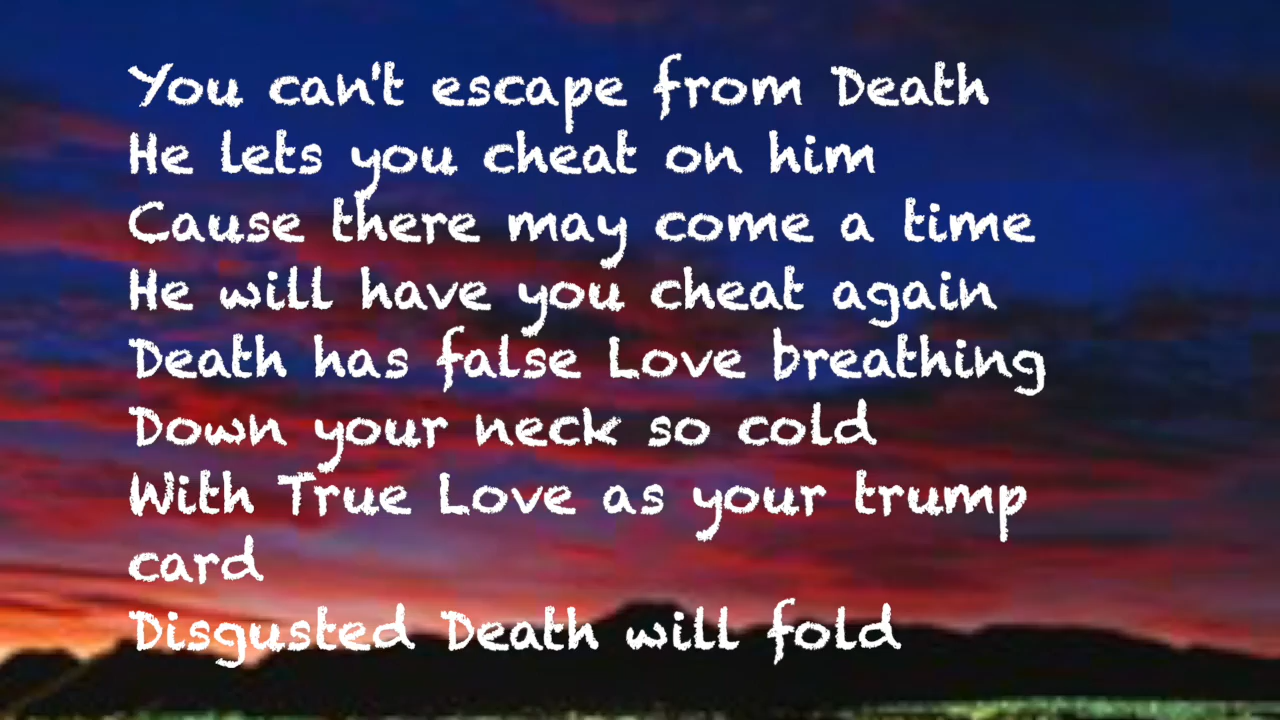 You can't escape from Death
He lets you cheat on him
Cause there may come a time
He will have you cheat again
Death has false Love breathing
Down your neck so cold
With True Love as your trump
card
Disgusted Death will fold